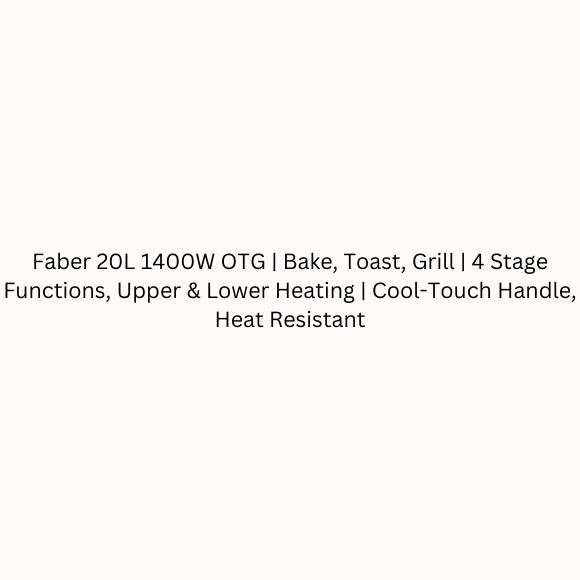 Faber 20L 1400W OTG | Bake, Toast, Grill | 4 Stage
Functions, Upper & Lower Heating | Cool-Touch Handle,
Heat Resistant